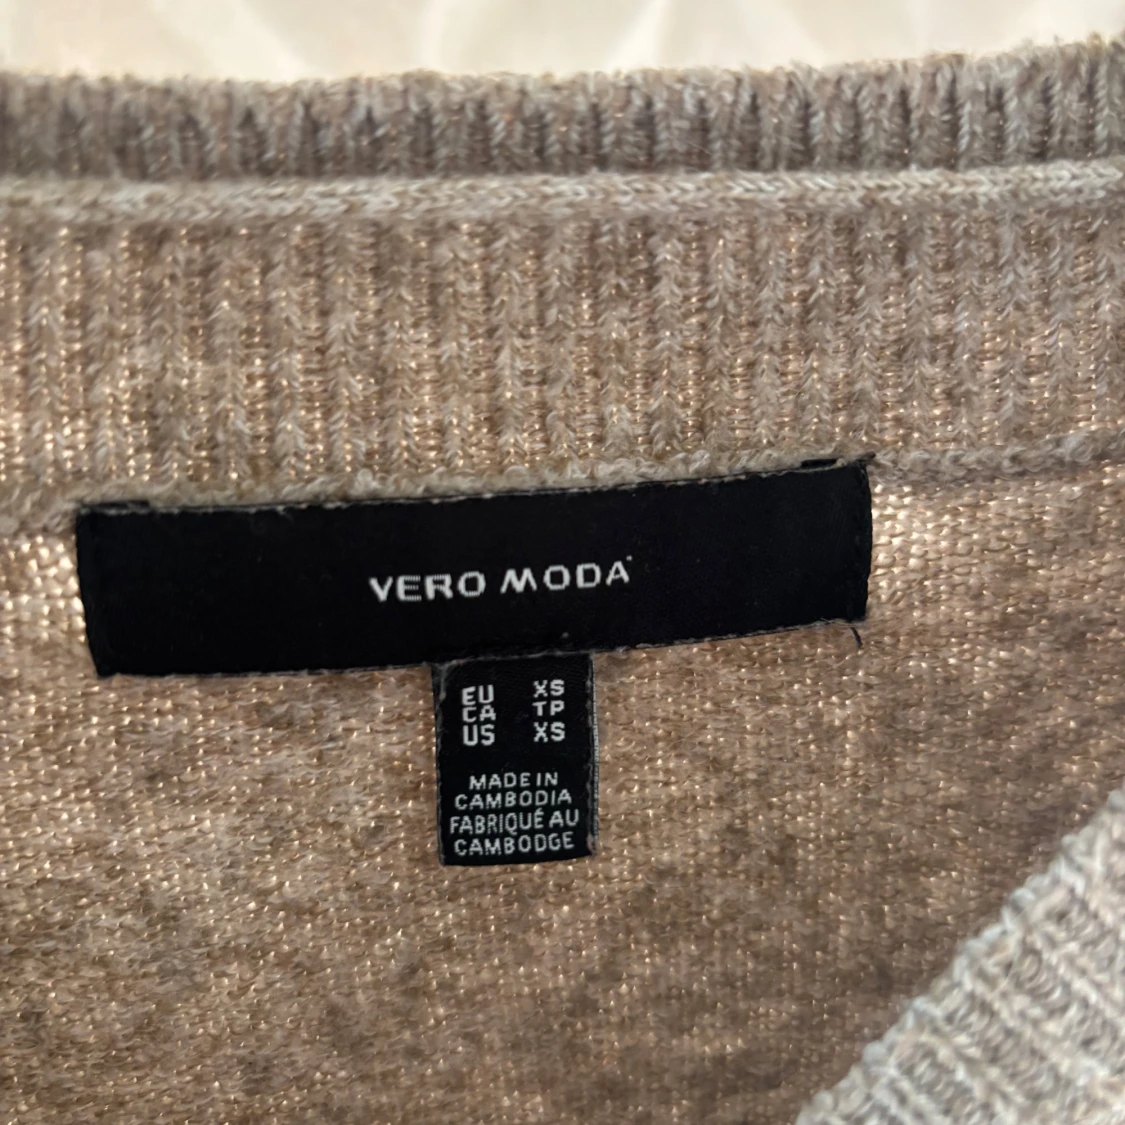 VERO MODA
EU XS
CA TP
US XS
MADE IN
CAMBODIA
FABRIQUÉ AU
CAMBODGE